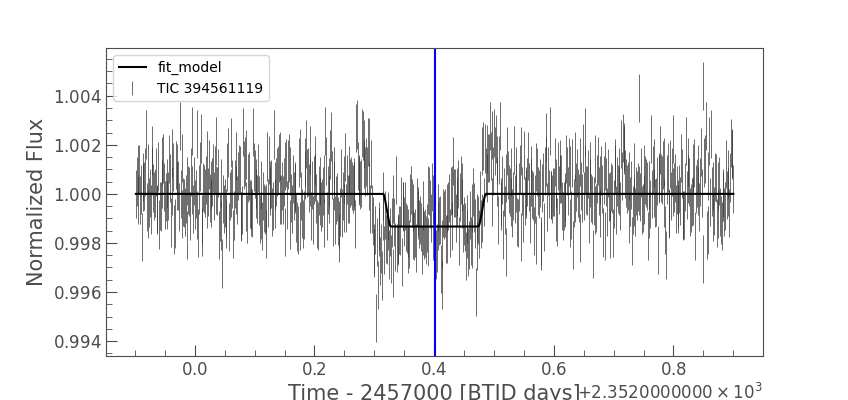 fit_model
TIC 394561119
1.004
1.002
1.000
0.998
0.996
0.994
Normalized Flux
0.0 0.2 0.4 0.6 0.8
Time - 2457000 [BTJD days]
+2.3520000000 × 10³